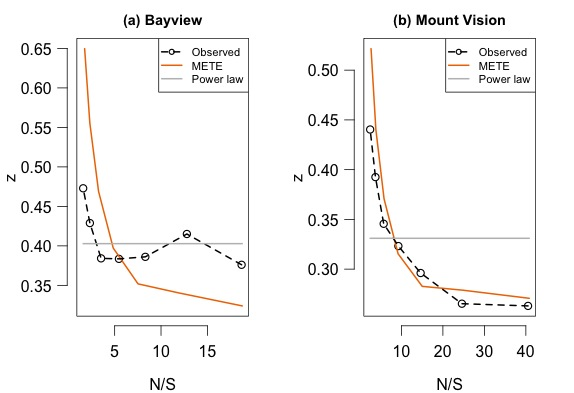 (a) Bayview
Observed
METE
Power law
0.65
0.60
0.55
0.50
0.45
0.40
0.35
z
5 10 15
N/S
(b) Mount Vision
Observed
METE
Power law
0.50
0.45
0.40
0.35
0.30
z
10 20 30 40
N/S